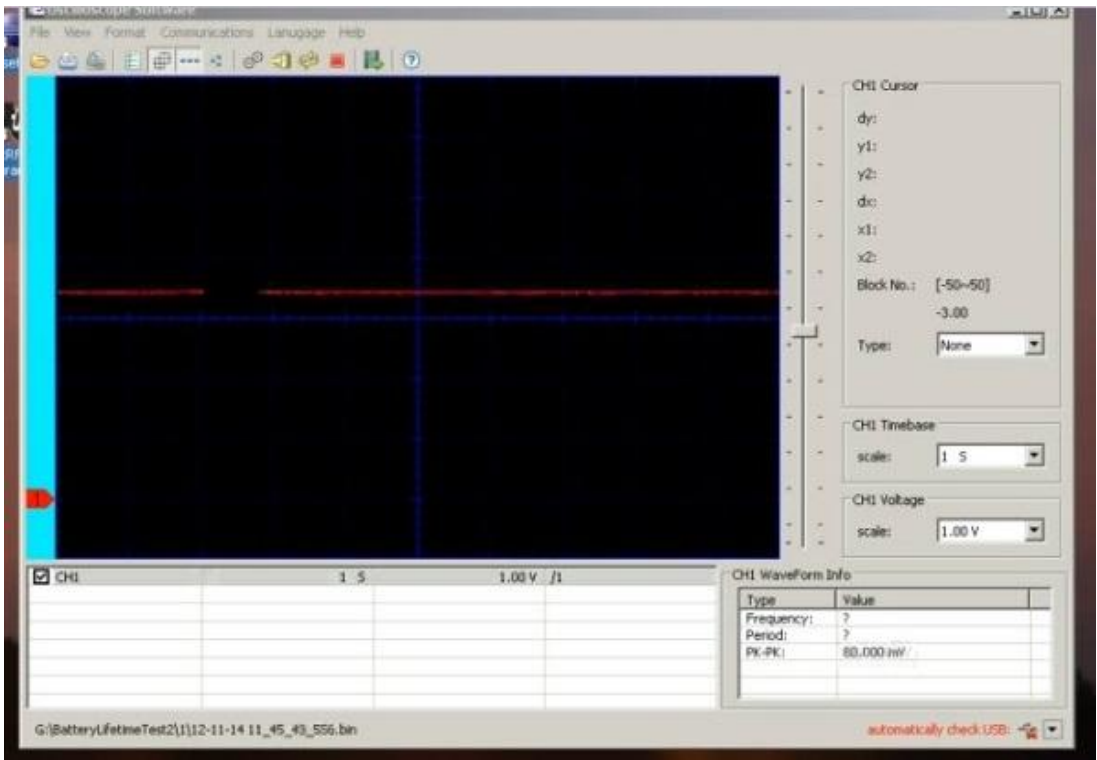 Oscilloscope Software
File View Format Communications Lanugage Help
CH1 Cursor
dy:
y1:
y2:
dx:
x1:
x2:
Block No.: [-50~50]
-3.00
Type: None
CH1 Timebase
scale: 1 S
CH1 Voltage
scale: 1.00 V
1
CH1 1 S 1.00 V /1
CH1 WaveForm Info
Type Value
Frequency: ?
Period: ?
PK-PK: 80.000 mV
G:\BatteryLifetimeTest2\1\12-11-14 11_45_43_556.bin
automatically check USB: